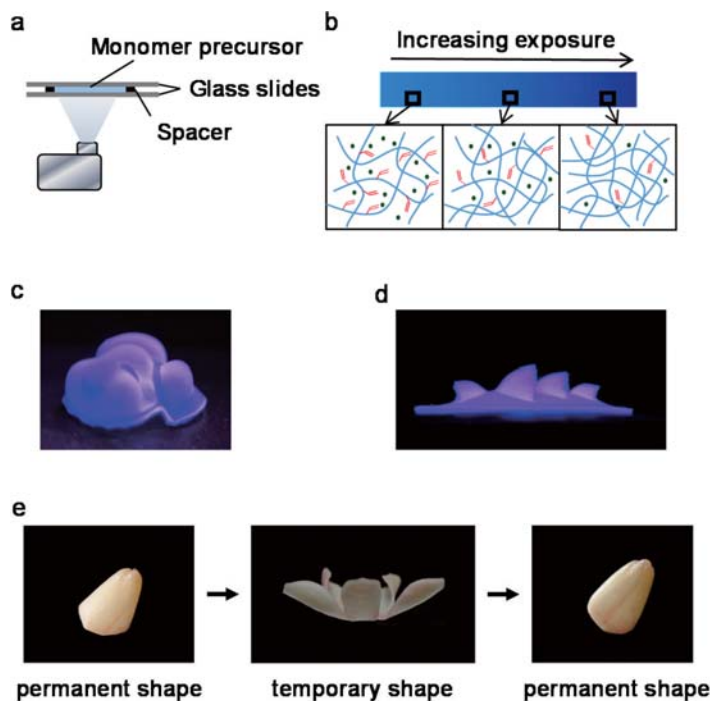 a
Monomer precursor
Glass slides
Spacer
b
Increasing exposure
c
d
e
permanent shape
temporary shape
permanent shape